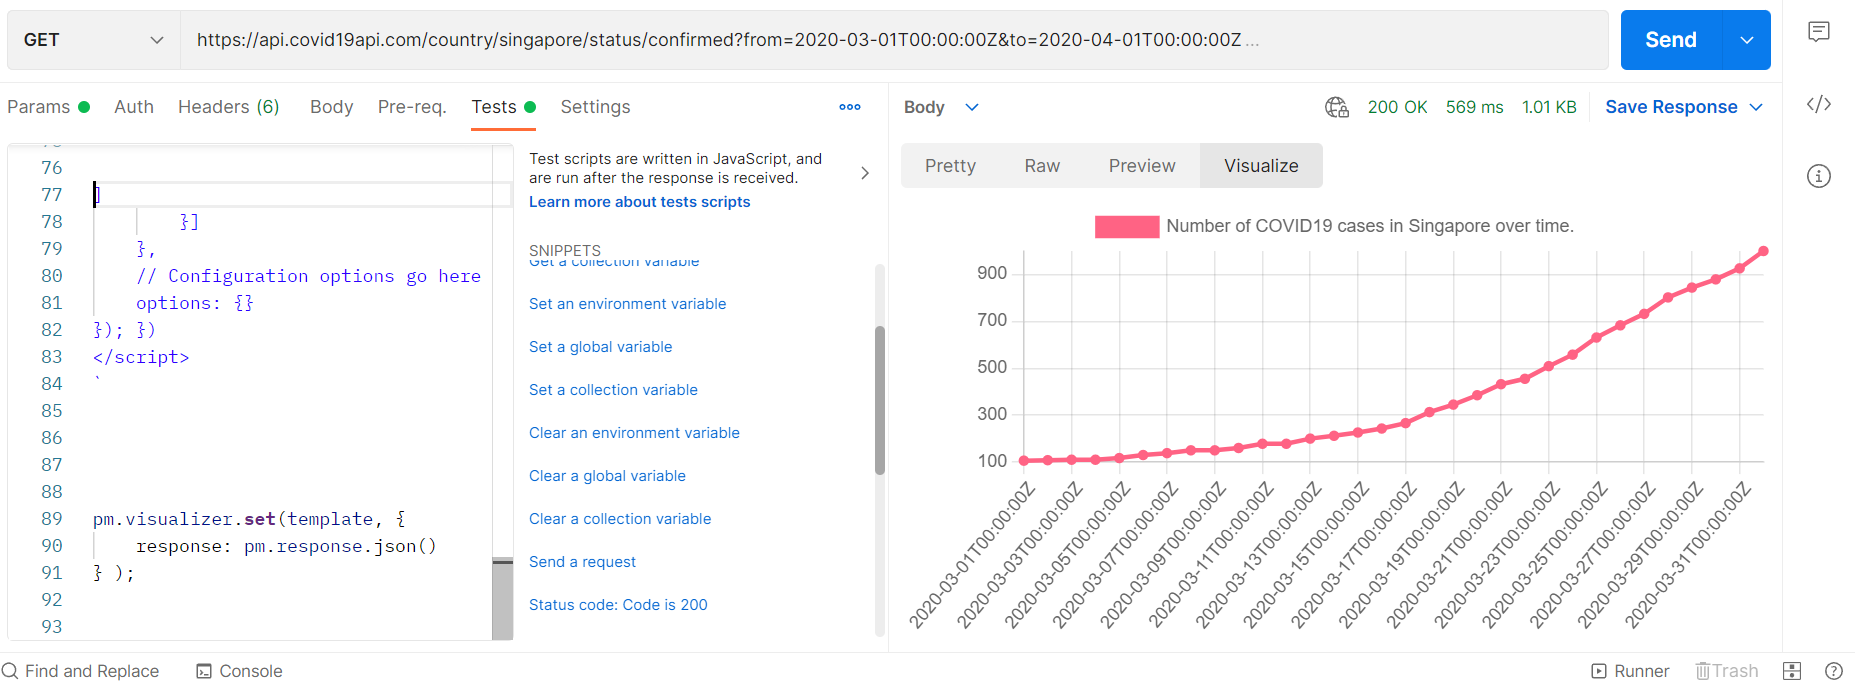 GET
https://api.covid19api.com/country/singapore/status/confirmed?from=2020-03-01T00:00:00Z&to=2020-04-01T00:00:00Z ...
Send
Params
Auth
Headers (6)
Body
Pre-req.
Tests
Settings
Body
200 OK
569 ms
1.01 KB
Save Response
76
77 ]
78 }]
79 },
80 // Configuration options go here
81 options: {}
82 }); })
83 </script>
84 `
85
86
87
88
89 pm.visualizer.set(template, {
90 response: pm.response.json()
91 } );
92
93
Test scripts are written in JavaScript, and
are run after the response is received.
Learn more about tests scripts
SNIPPETS
Get a collection variable
Set an environment variable
Set a global variable
Set a collection variable
Clear an environment variable
Clear a global variable
Clear a collection variable
Send a request
Status code: Code is 200
Pretty
Raw
Preview
Visualize
Number of COVID19 cases in Singapore over time.
900
700
500
300
100
2020-03-01T00:00:00Z
2020-03-03T00:00:00Z
2020-03-05T00:00:00Z
2020-03-07T00:00:00Z
2020-03-09T00:00:00Z
2020-03-11T00:00:00Z
2020-03-13T00:00:00Z
2020-03-15T00:00:00Z
2020-03-17T00:00:00Z
2020-03-19T00:00:00Z
2020-03-21T00:00:00Z
2020-03-23T00:00:00Z
2020-03-25T00:00:00Z
2020-03-27T00:00:00Z
2020-03-29T00:00:00Z
2020-03-31T00:00:00Z
Find and Replace
Console
Runner
Trash